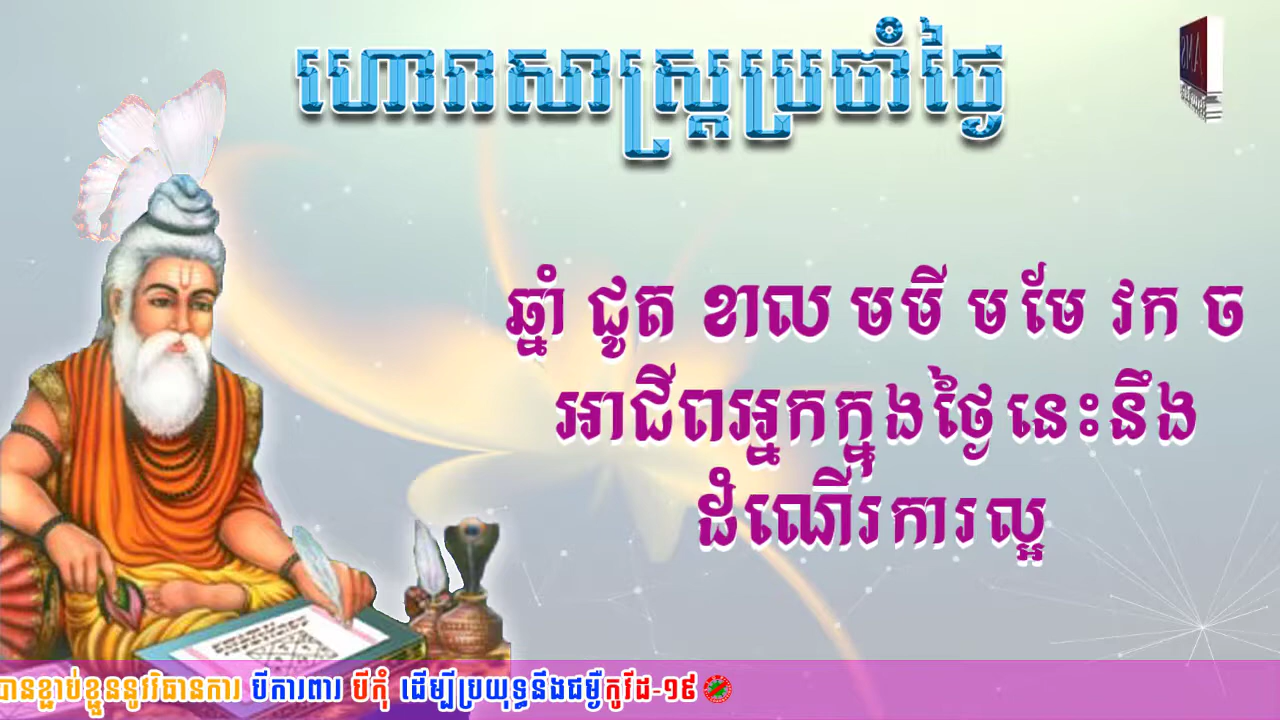 ហោរាសាស្ត្រប្រចាំថ្ងៃ
ឆ្នាំ ជូត ខាល មមី មមែ វក ច
អាជីពអ្នកក្នុងថ្ងៃនេះនឹង
ដំណើរការល្អ
បានខ្ជាប់ខ្ជួននូវវិធានការ បីការពារ បីកុំ ដើម្បីប្រយុទ្ធនឹងជម្ងឺកូវីដ-១៩